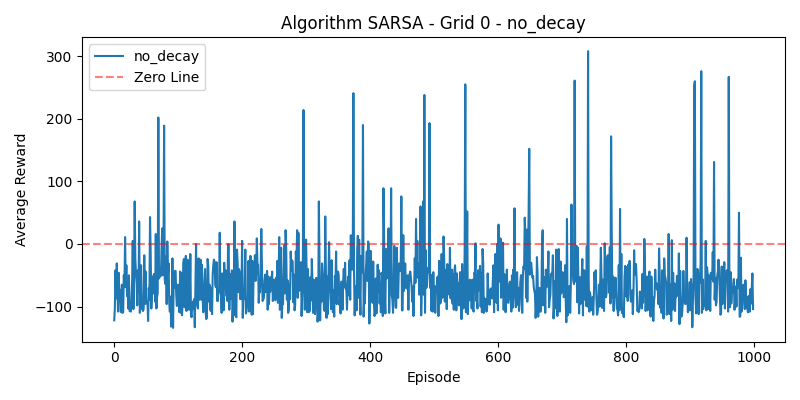 Algorithm SARSA - Grid 0 - no_decay
no_decay
Zero Line
300
200
100
0
−100
Average Reward
0
200
400
600
800
1000
Episode